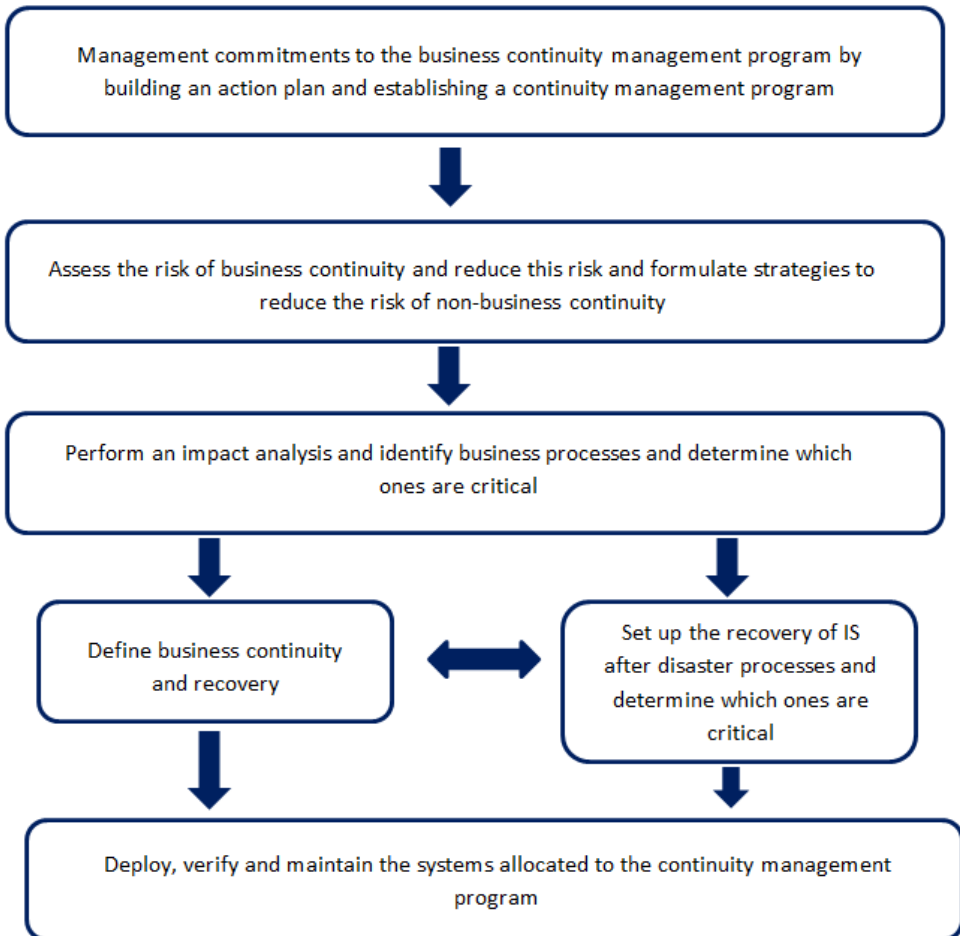 Management commitments to the business continuity management program by
building an action plan and establishing a continuity management program
Assess the risk of business continuity and reduce this risk and formulate strategies to
reduce the risk of non-business continuity
Perform an impact analysis and identify business processes and determine which
ones are critical
Define business continuity
and recovery
Set up the recovery of IS
after disaster processes and
determine which ones are
critical
Deploy, verify and maintain the systems allocated to the continuity management
program